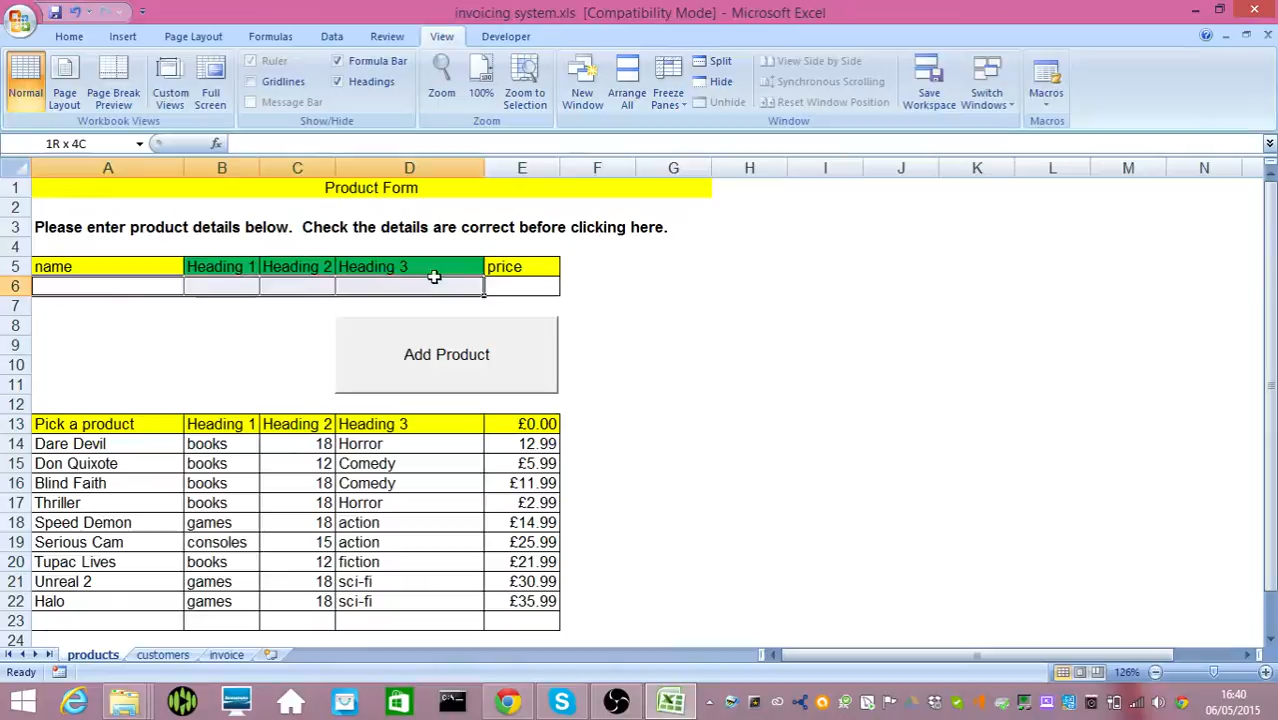 invoicing system.xls [Compatibility Mode] - Microsoft Excel
Home Insert Page Layout Formulas Data Review View Developer
Normal Page Layout Page Break Preview Custom Views Full Screen
Workbook Views
Ruler Formula Bar
Gridlines Headings
Message Bar
Show/Hide
Zoom 100% Zoom to Selection
Zoom
New Window Arrange All Freeze Panes
Split
Hide
Unhide
View Side by Side
Synchronous Scrolling
Reset Window Position
Window
Save Workspace Switch Windows
Macros
Macros
1R x 4C fx
A B C D E F G H I J K L M N
1 Product Form
2
3 Please enter product details below. Check the details are correct before clicking here.
4
5 name Heading 1 Heading 2 Heading 3 price
6
7
8
9 Add Product
10
11
12
13 Pick a product Heading 1 Heading 2 Heading 3 £0.00
14 Dare Devil books 18 Horror 12.99
15 Don Quixote books 12 Comedy £5.99
16 Blind Faith books 18 Comedy £11.99
17 Thriller books 18 Horror £2.99
18 Speed Demon games 18 action £14.99
19 Serious Cam consoles 15 action £25.99
20 Tupac Lives books 12 fiction £21.99
21 Unreal 2 games 18 sci-fi £30.99
22 Halo games 18 sci-fi £35.99
23
24
products customers invoice
Ready 126%
16:40
06/05/2015